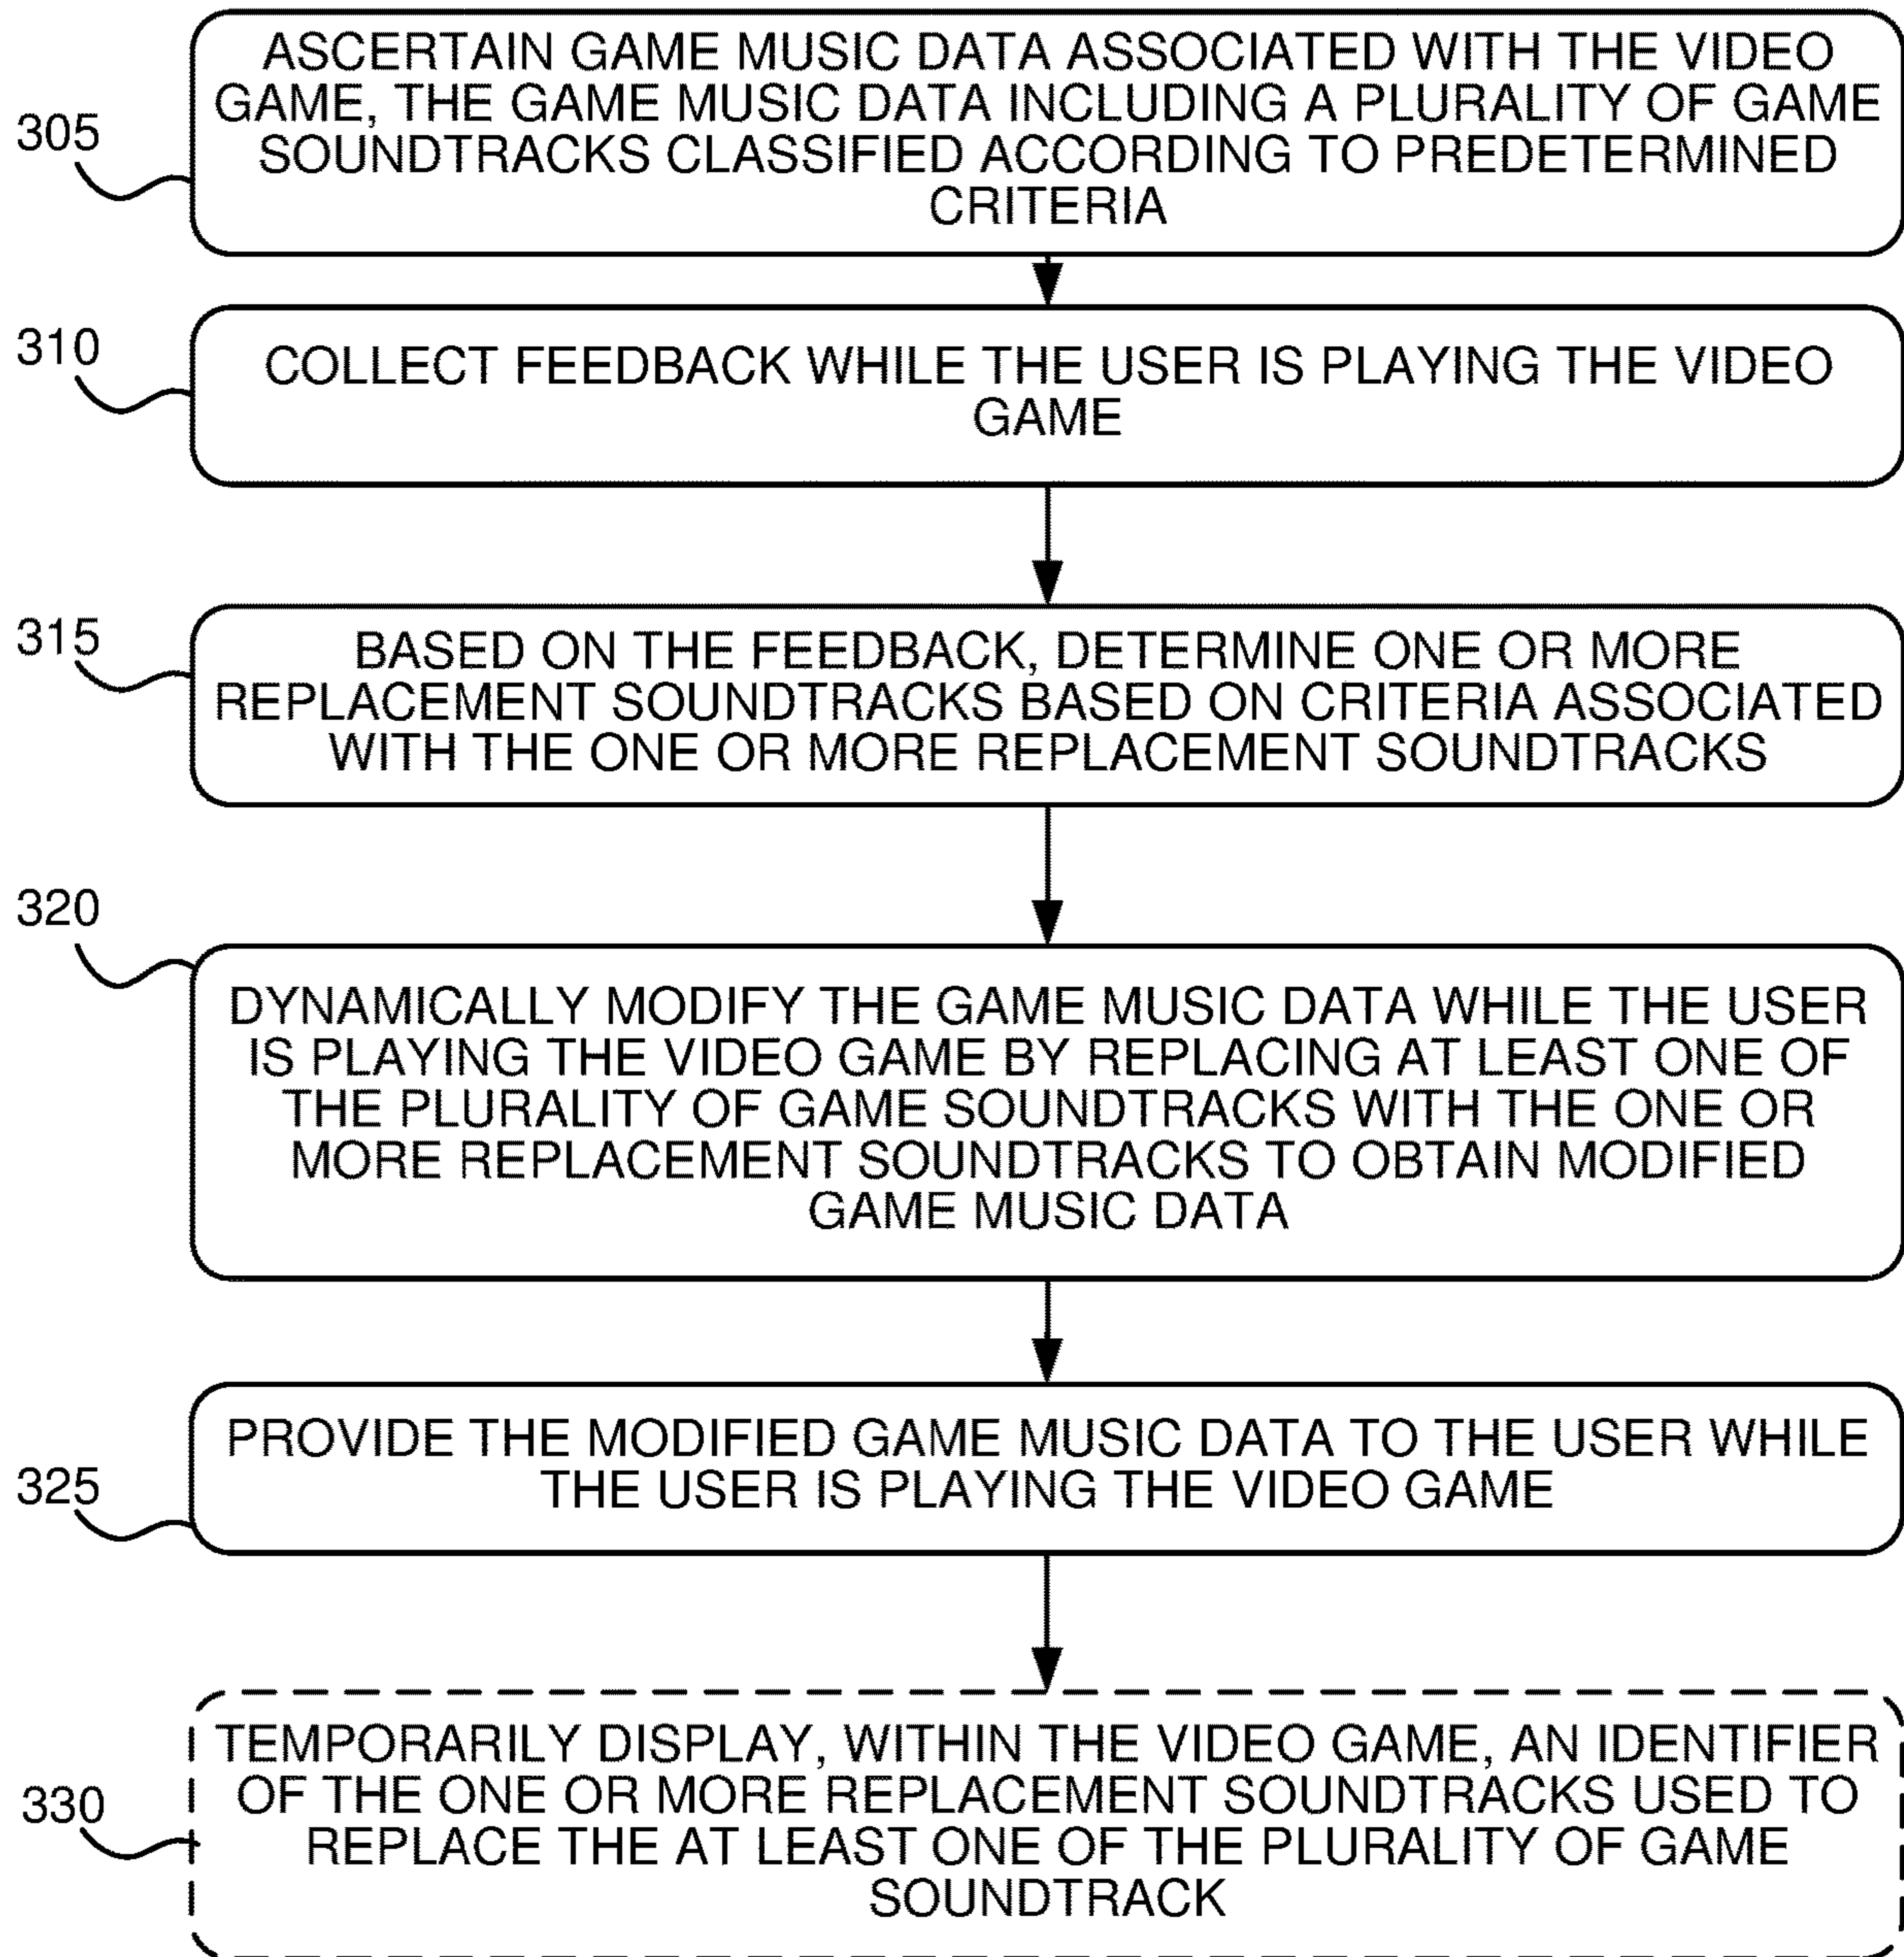 ASCERTAIN GAME MUSIC DATA ASSOCIATED WITH THE VIDEO
GAME, THE GAME MUSIC DATA INCLUDING A PLURALITY OF GAME
SOUNDTRACKS CLASSIFIED ACCORDING TO PREDETERMINED
CRITERIA
305
310
COLLECT FEEDBACK WHILE THE USER IS PLAYING THE VIDEO
GAME
315
BASED ON THE FEEDBACK, DETERMINE ONE OR MORE
REPLACEMENT SOUNDTRACKS BASED ON CRITERIA ASSOCIATED
WITH THE ONE OR MORE REPLACEMENT SOUNDTRACKS
320
DYNAMICALLY MODIFY THE GAME MUSIC DATA WHILE THE USER
IS PLAYING THE VIDEO GAME BY REPLACING AT LEAST ONE OF
THE PLURALITY OF GAME SOUNDTRACKS WITH THE ONE OR
MORE REPLACEMENT SOUNDTRACKS TO OBTAIN MODIFIED
GAME MUSIC DATA
PROVIDE THE MODIFIED GAME MUSIC DATA TO THE USER WHILE
THE USER IS PLAYING THE VIDEO GAME
325
TEMPORARILY DISPLAY, WITHIN THE VIDEO GAME, AN IDENTIFIER
OF THE ONE OR MORE REPLACEMENT SOUNDTRACKS USED TO
REPLACE THE AT LEAST ONE OF THE PLURALITY OF GAME
SOUNDTRACK
330